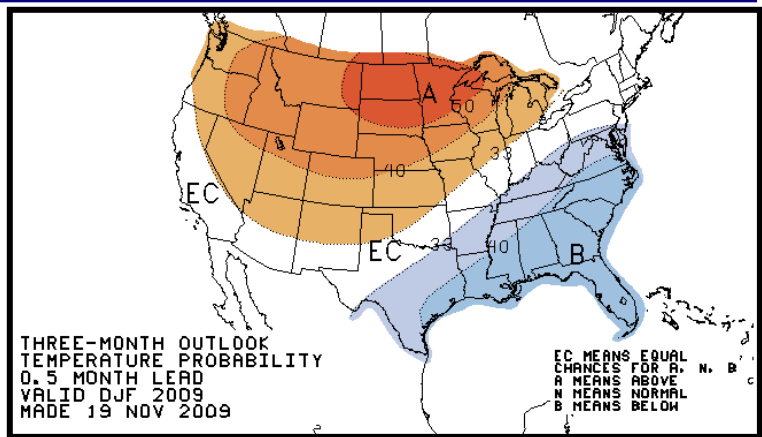 A
50
33
40
EC
EC
33
40
B
THREE-MONTH OUTLOOK
TEMPERATURE PROBABILITY
0.5 MONTH LEAD
VALID DJF 2009
MADE 19 NOV 2009
EC MEANS EQUAL
CHANCES FOR A, N, B
A MEANS ABOVE
N MEANS NORMAL
B MEANS BELOW